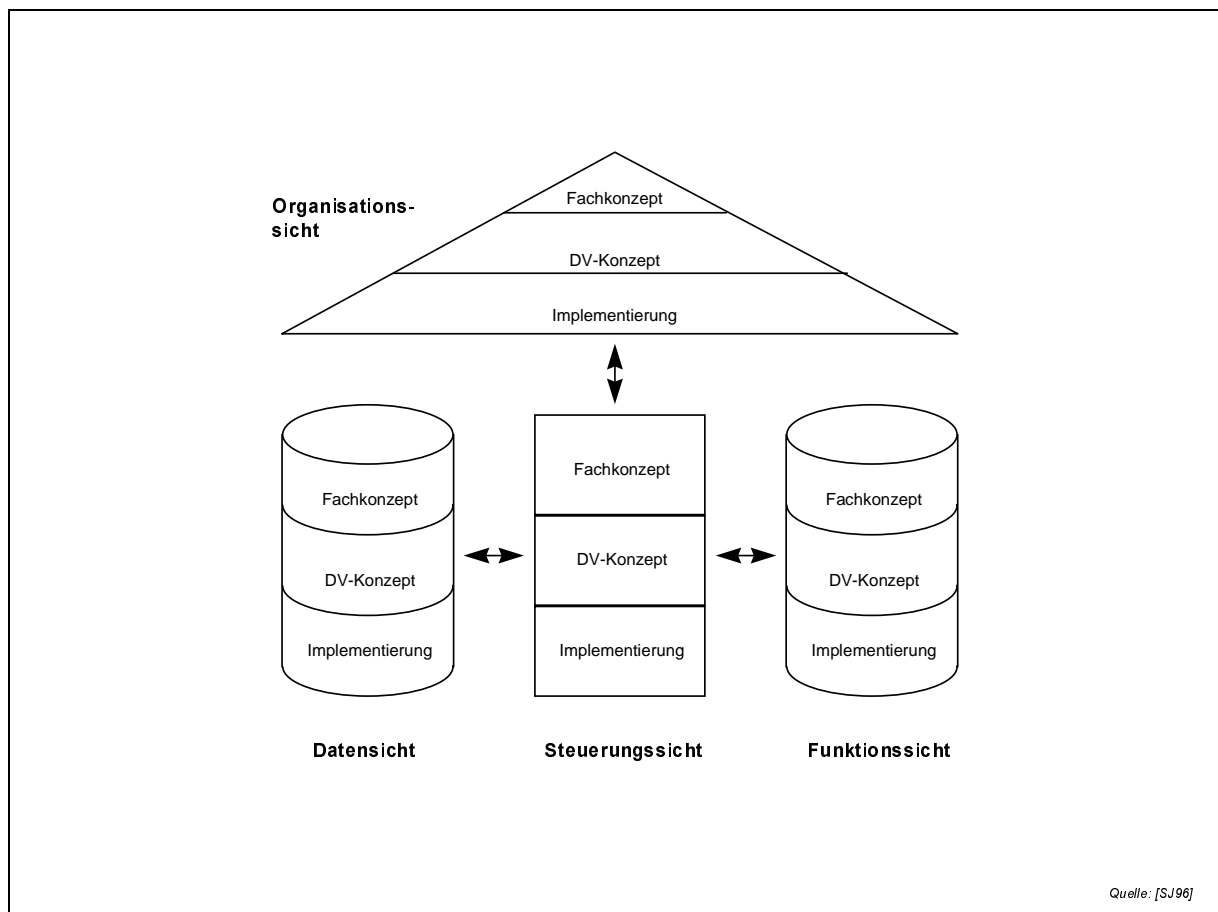 Organisations-
sicht
Fachkonzept
DV-Konzept
Implementierung
Fachkonzept
DV-Konzept
Implementierung
Datensicht
Fachkonzept
DV-Konzept
Implementierung
Steuerungssicht
Fachkonzept
DV-Konzept
Implementierung
Funktionssicht
Quelle: [SJ96]